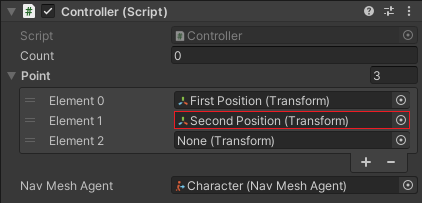 Controller (Script)
Script Controller
Count 0
Point 3
Element 0 First Position (Transform)
Element 1 Second Position (Transform)
Element 2 None (Transform)
Nav Mesh Agent Character (Nav Mesh Agent)